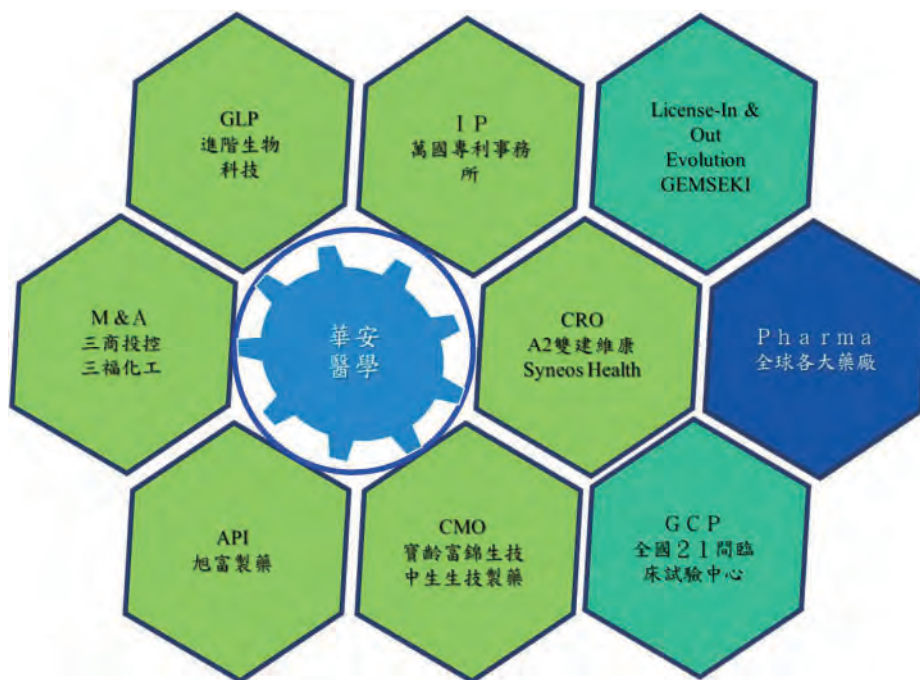 GLP
進階生物
科技
ＩＰ
萬國專利事務
所
License-In &
Out
Evolution
GEMSEKI
M & A
三商投控
三福化工
華安
醫學
CRO
A2雙建維康
Syneos Health
Ｐｈａｒｍａ
全球各大藥廠
API
旭富製藥
CMO
寶齡富錦生技
中生生技製藥
ＧＣＰ
全國２１間臨
床試驗中心